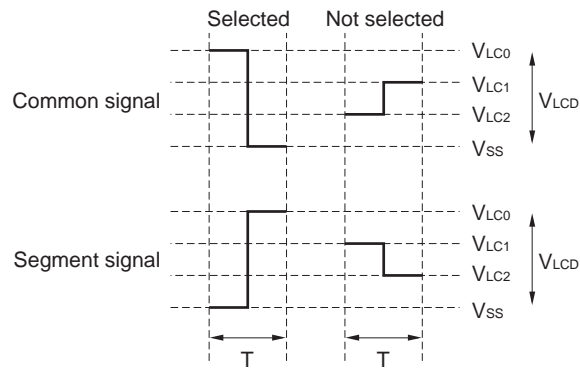 Selected Not selected
VLC0
VLC1
Common signal VLCD
VLC2
VSS
VLC0
VLC1
Segment signal VLCD
VLC2
VSS
T T